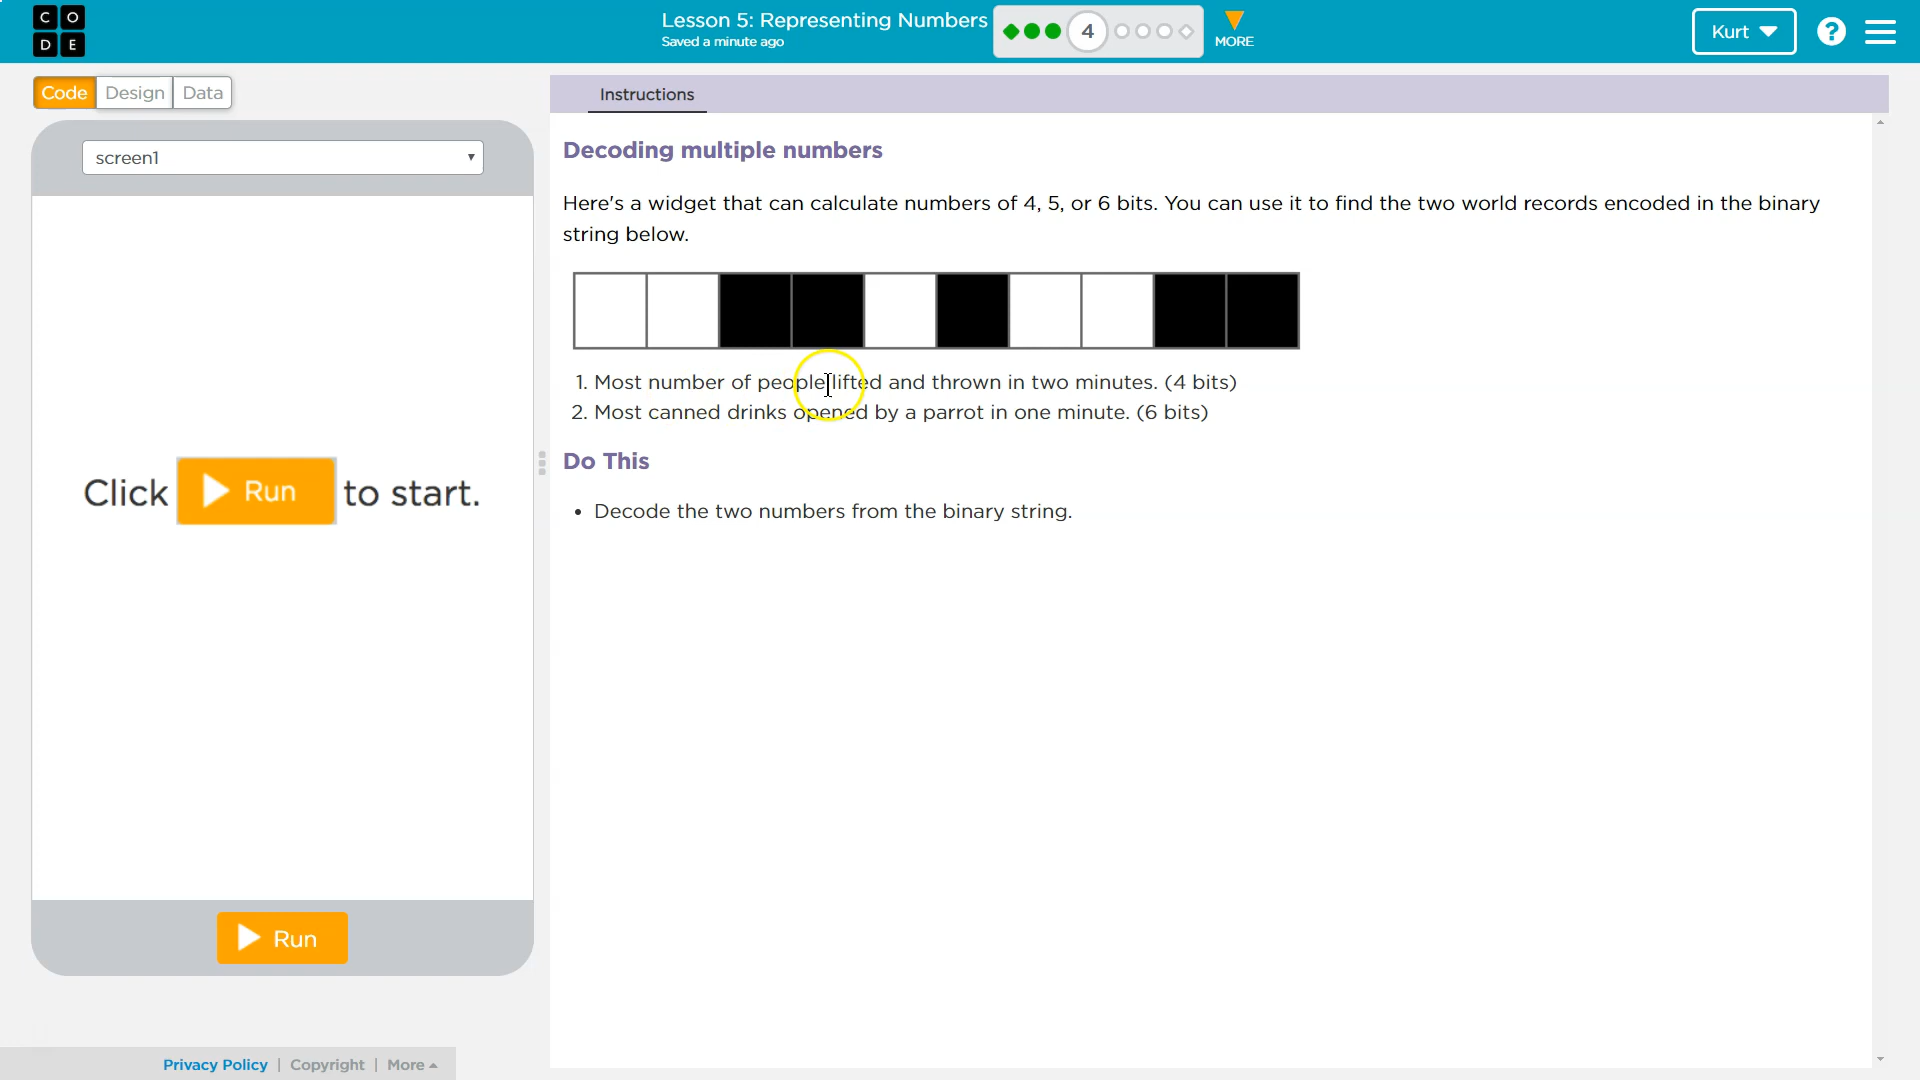 C O
D E
Lesson 5: Representing Numbers
Saved a minute ago
4
MORE
Kurt
?
Code Design Data
Instructions
screen1
Decoding multiple numbers
Here's a widget that can calculate numbers of 4, 5, or 6 bits. You can use it to find the two world records encoded in the binary
string below.
1. Most number of people lifted and thrown in two minutes. (4 bits)
2. Most canned drinks opened by a parrot in one minute. (6 bits)
Do This
• Decode the two numbers from the binary string.
Click Run to start.
Run
Privacy Policy | Copyright | More